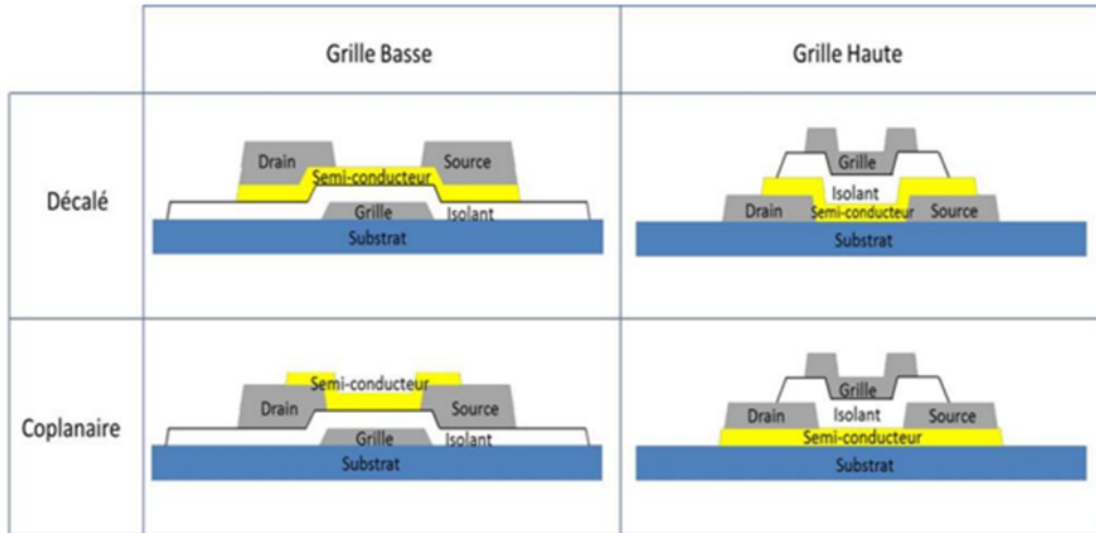 Grille Basse
Grille Haute
Décalé
Drain
Source
Semi-conducteur
Grille
Isolant
Substrat
Grille
Isolant
Drain
Semi-conducteur
Source
Substrat
Coplanaire
Semi-conducteur
Drain
Source
Grille
Isolant
Substrat
Grille
Drain
Isolant
Source
Semi-conducteur
Substrat